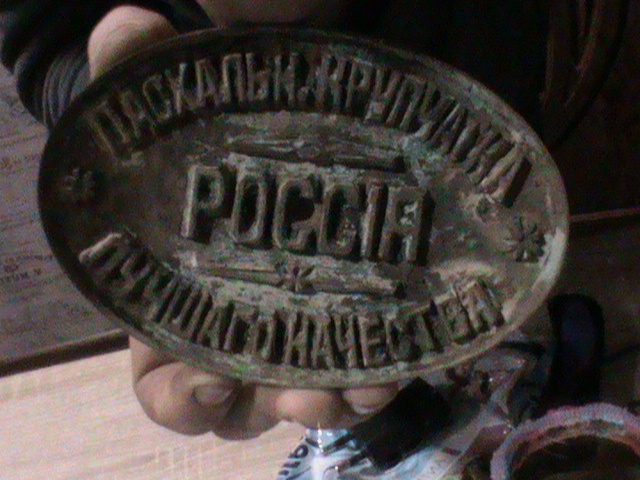 ПАСХАЛЬН. КРУПЧАТКА
РОССІЯ
ЛУЧШАГО КАЧЕСТВА